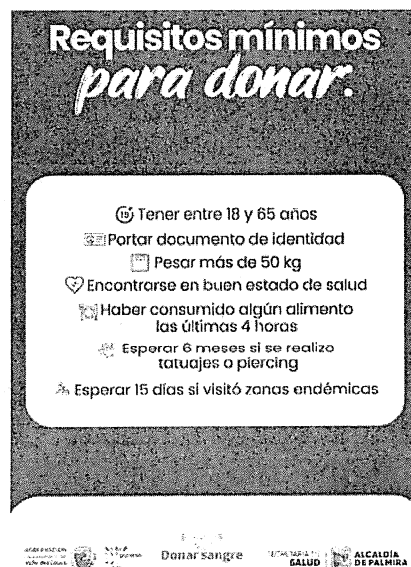 Requisitos mínimos
para donar.
Tener entre 18 y 65 años
Portar documento de identidad
Pesar más de 50 kg
Encontrarse en buen estado de salud
Haber consumido algún alimento
las últimas 4 horas
Esperar 6 meses si se realizo
tatuajes o piercing
Esperar 15 días si visitó zonas endémicas
Donar sangre
SALUD
ALCALDÍA
DE PALMIRA